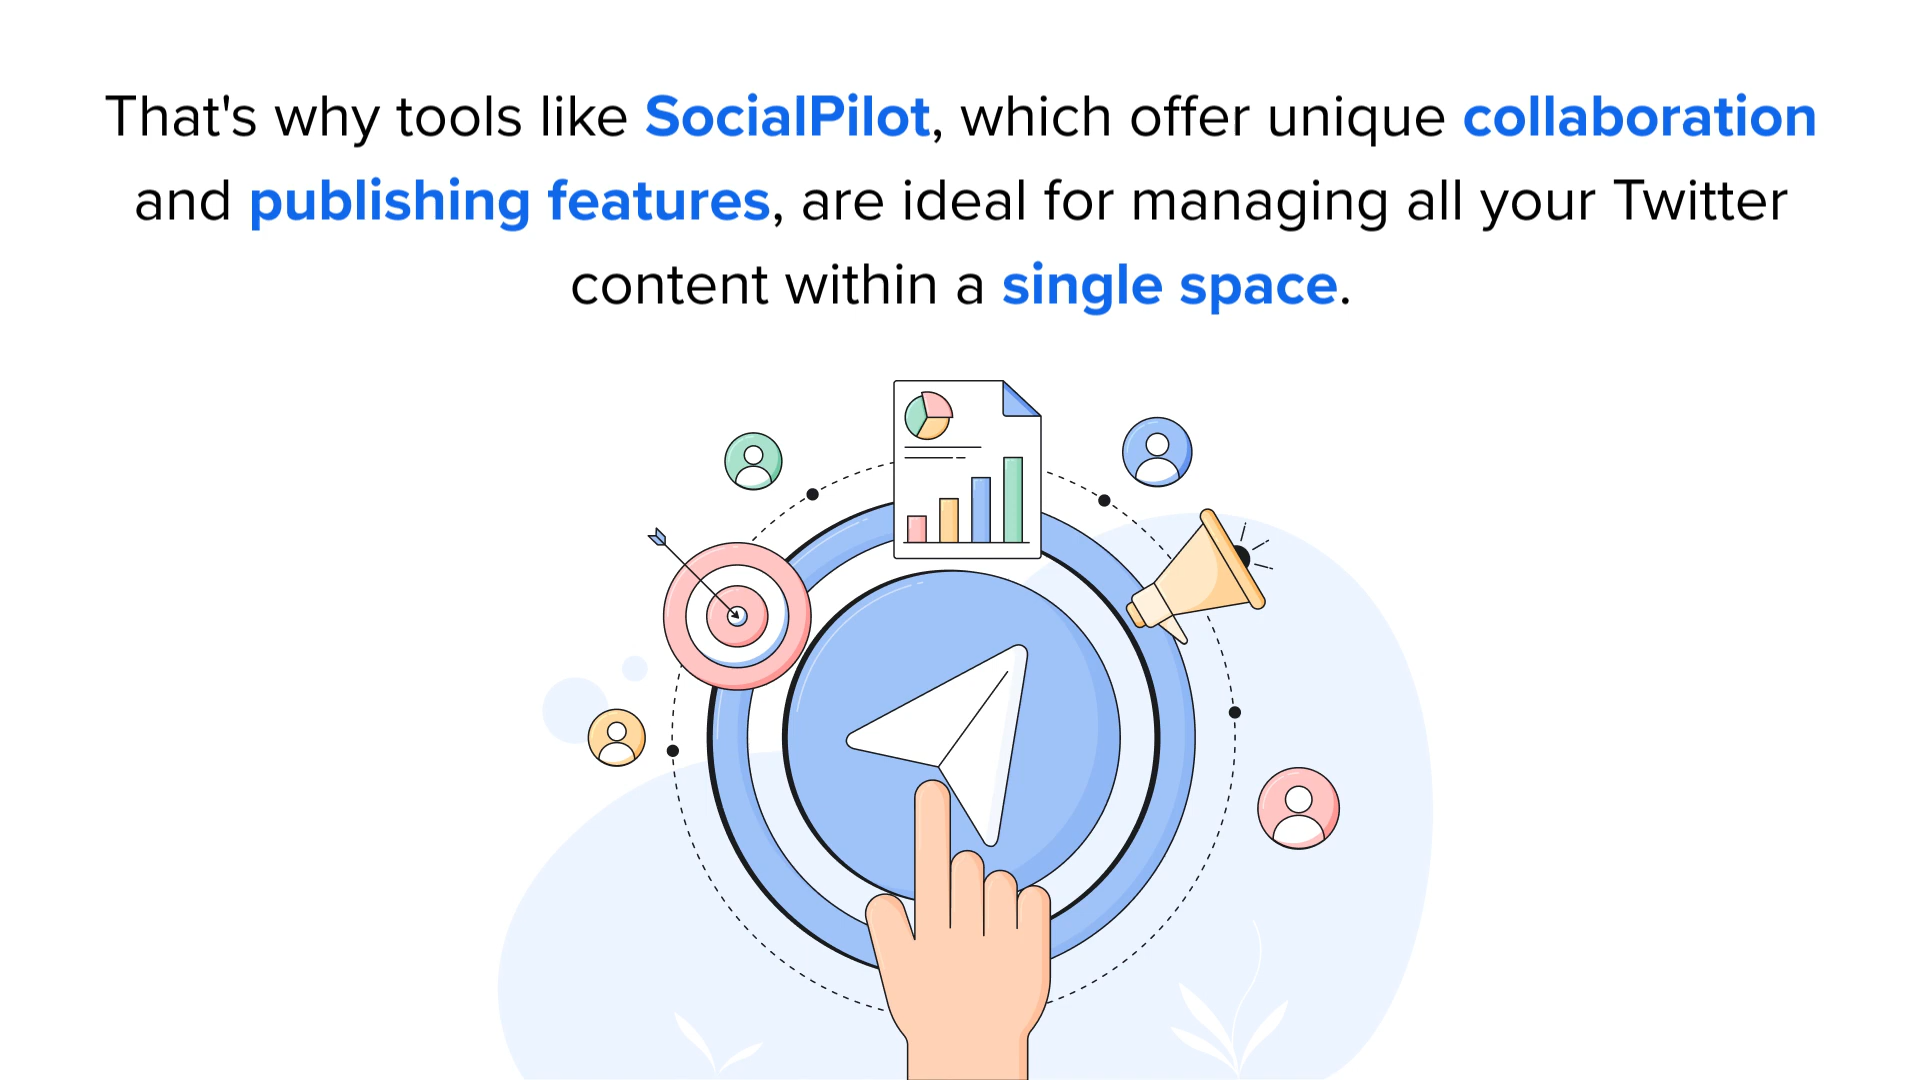 That's why tools like SocialPilot, which offer unique collaboration
and publishing features, are ideal for managing all your Twitter
content within a single space.